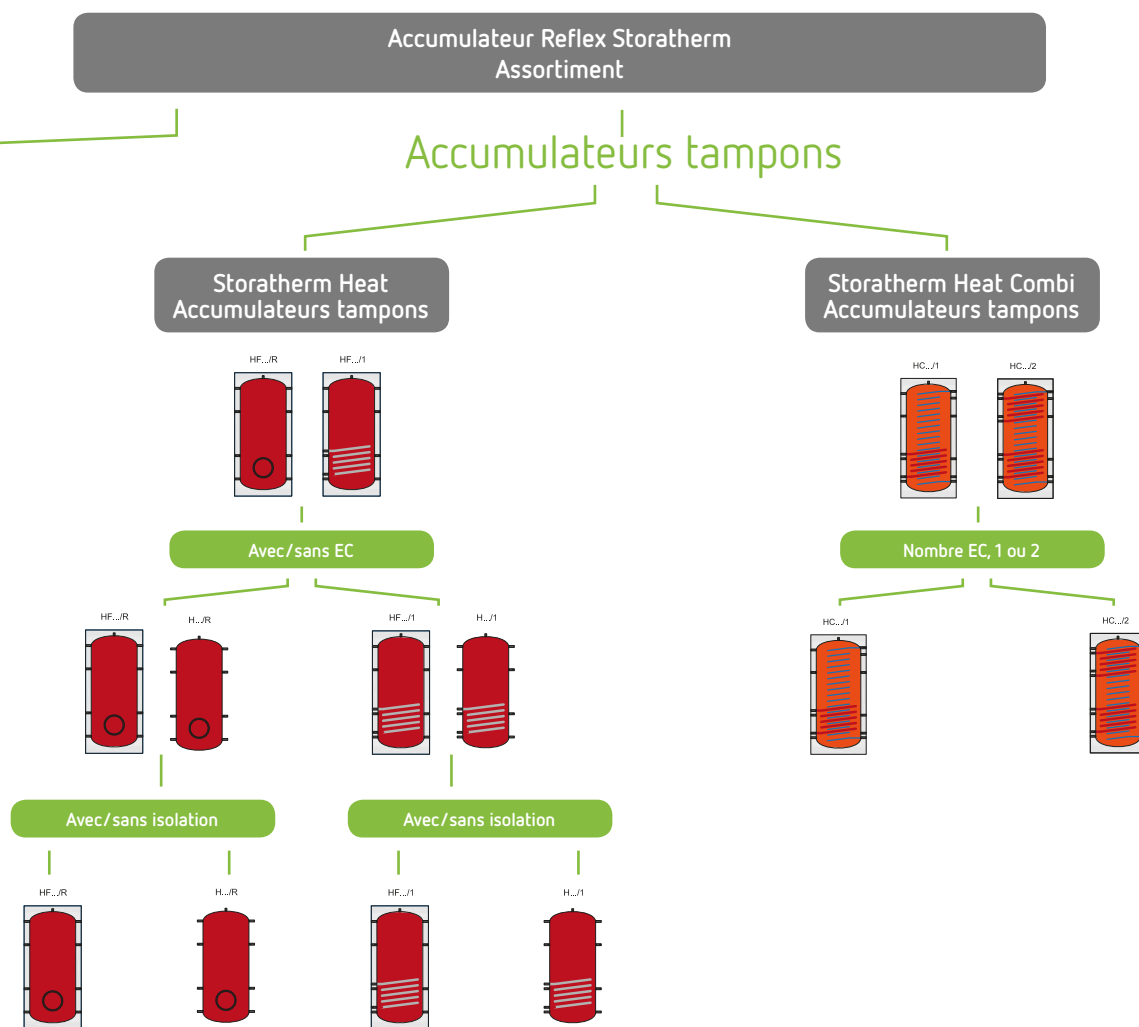 Accumulateur Reflex Storatherm
Assortiment
Accumulateurs tampons
Storatherm Heat
Accumulateurs tampons
Storatherm Heat Combi
Accumulateurs tampons
HF.../R
HF.../1
HC.../1
HC.../2
Avec/sans EC
Nombre EC, 1 ou 2
HF.../R
H.../R
HF.../1
H.../1
HC.../1
HC.../2
Avec/sans isolation
Avec/sans isolation
HF.../R
H.../R
HF.../1
H.../1